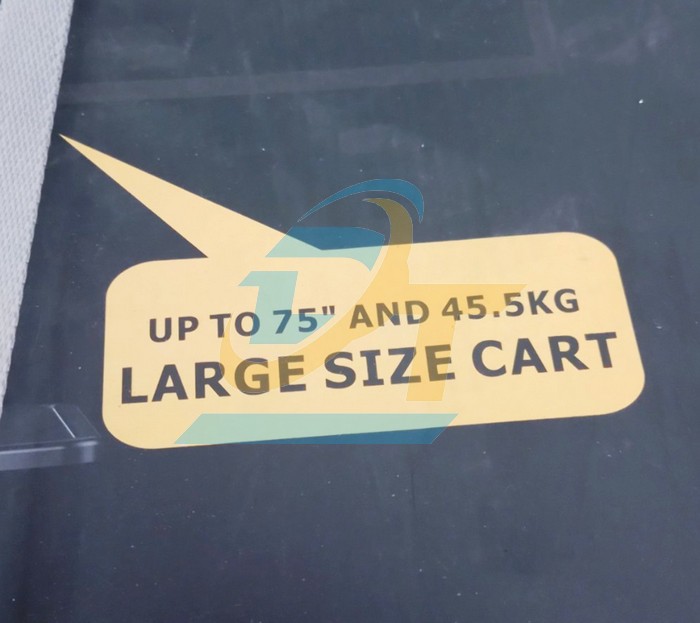 UP TO 75" AND 45.5KG
LARGE SIZE CART